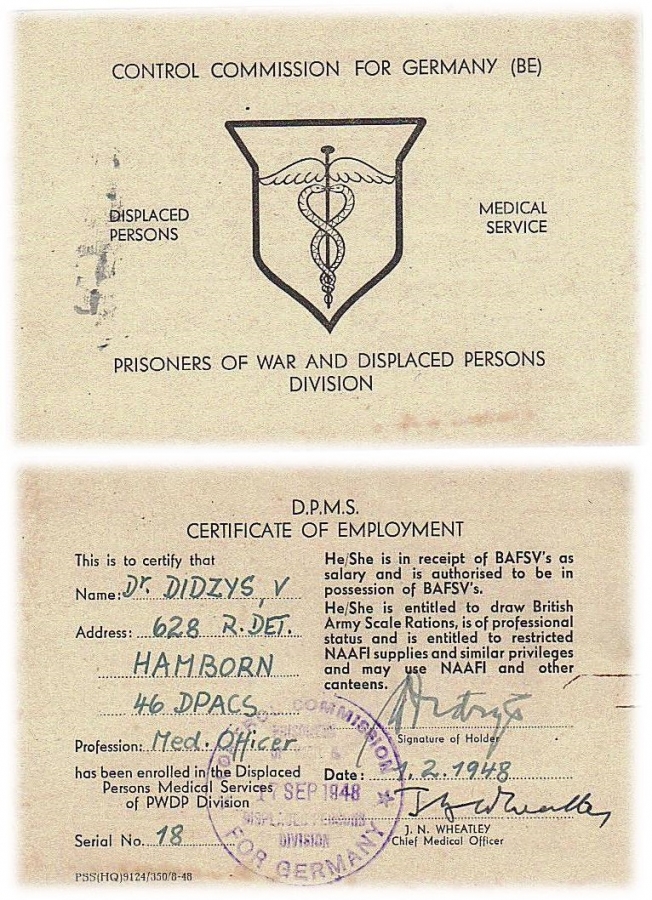 CONTROL COMMISSION FOR GERMANY (BE)
DISPLACED
PERSONS
MEDICAL
SERVICE
PRISONERS OF WAR AND DISPLACED PERSONS
DIVISION
D.P.M.S.
CERTIFICATE OF EMPLOYMENT
This is to certify that
Name: Dr. DIDZYS, V
Address: 628 R.DET.
HAMBORN
46 DPACS
Profession: Med. Officer
has been enrolled in the Displaced
Persons Medical Services
of PWDP Division
Serial No. 18
PSS(HQ)9124/350/8-48
He/She is in receipt of BAFSV's as
salary and is authorised to be in
possession of BAFSV's.
He/She is entitled to draw British
Army Scale Rations, is of professional
status and is entitled to restricted
NAAFI supplies and similar privileges
and may use NAAFI and other
canteens.
Signature of Holder
Date: 1.2.1948
J. N. Wheatley
J. N. WHEATLEY
Chief Medical Officer
CONTROL COMMISSION
SEP 1948
DISPLACED PERSONS
DIVISION
FOR GERMANY